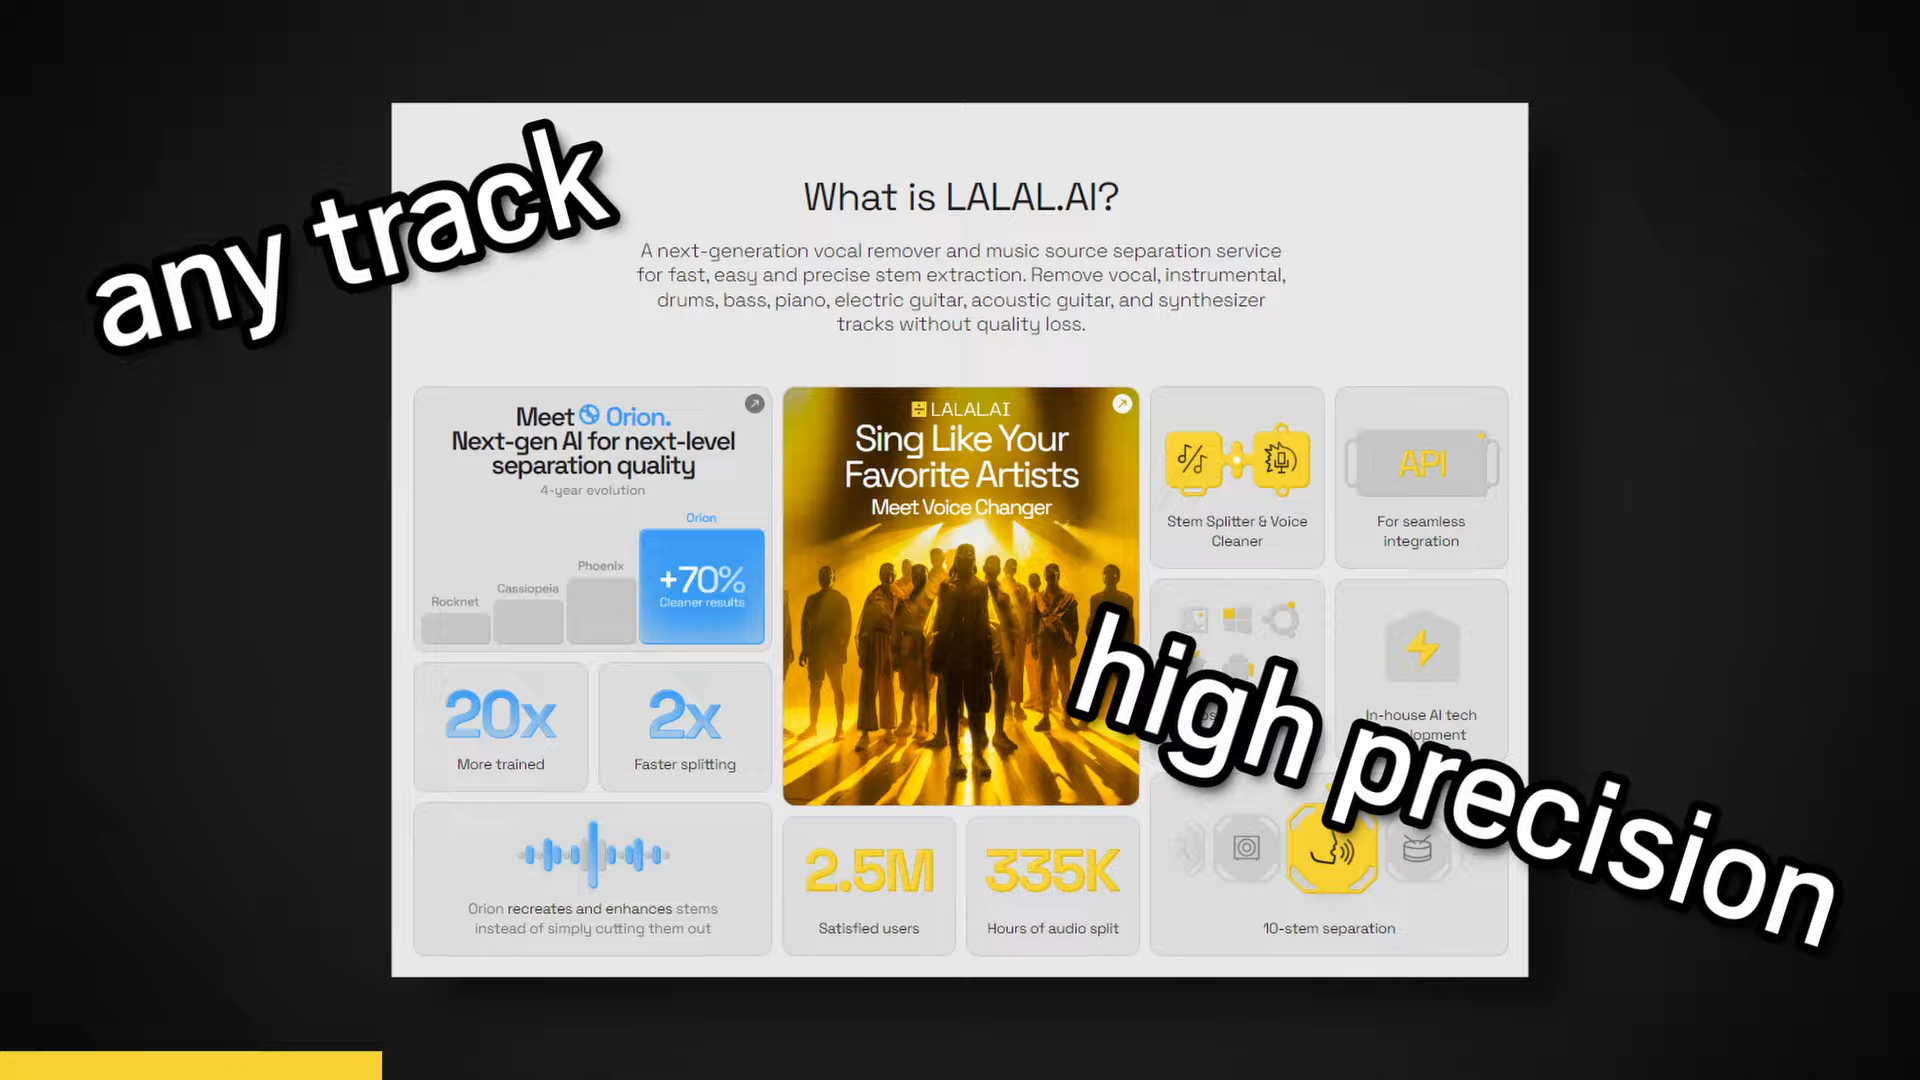 any track
What is LALAL.AI?
A next-generation vocal remover and music source separation service
for fast, easy and precise stem extraction. Remove vocal, instrumental,
drums, bass, piano, electric guitar, acoustic guitar, and synthesizer
tracks without quality loss.
Meet Orion.
Next-gen AI for next-level
separation quality
4-year evolution
Rocknet
Cassiopeia
Phoenix
Orion
+70%
Cleaner results
20x
More trained
2x
Faster splitting
Orion recreates and enhances stems
instead of simply cutting them out
LALAL.AI
Sing Like Your
Favorite Artists
Meet Voice Changer
2.5M
Satisfied users
335K
Hours of audio split
Stem Splitter & Voice
Cleaner
API
For seamless
integration
In-house AI tech
high precision
10-stem separation